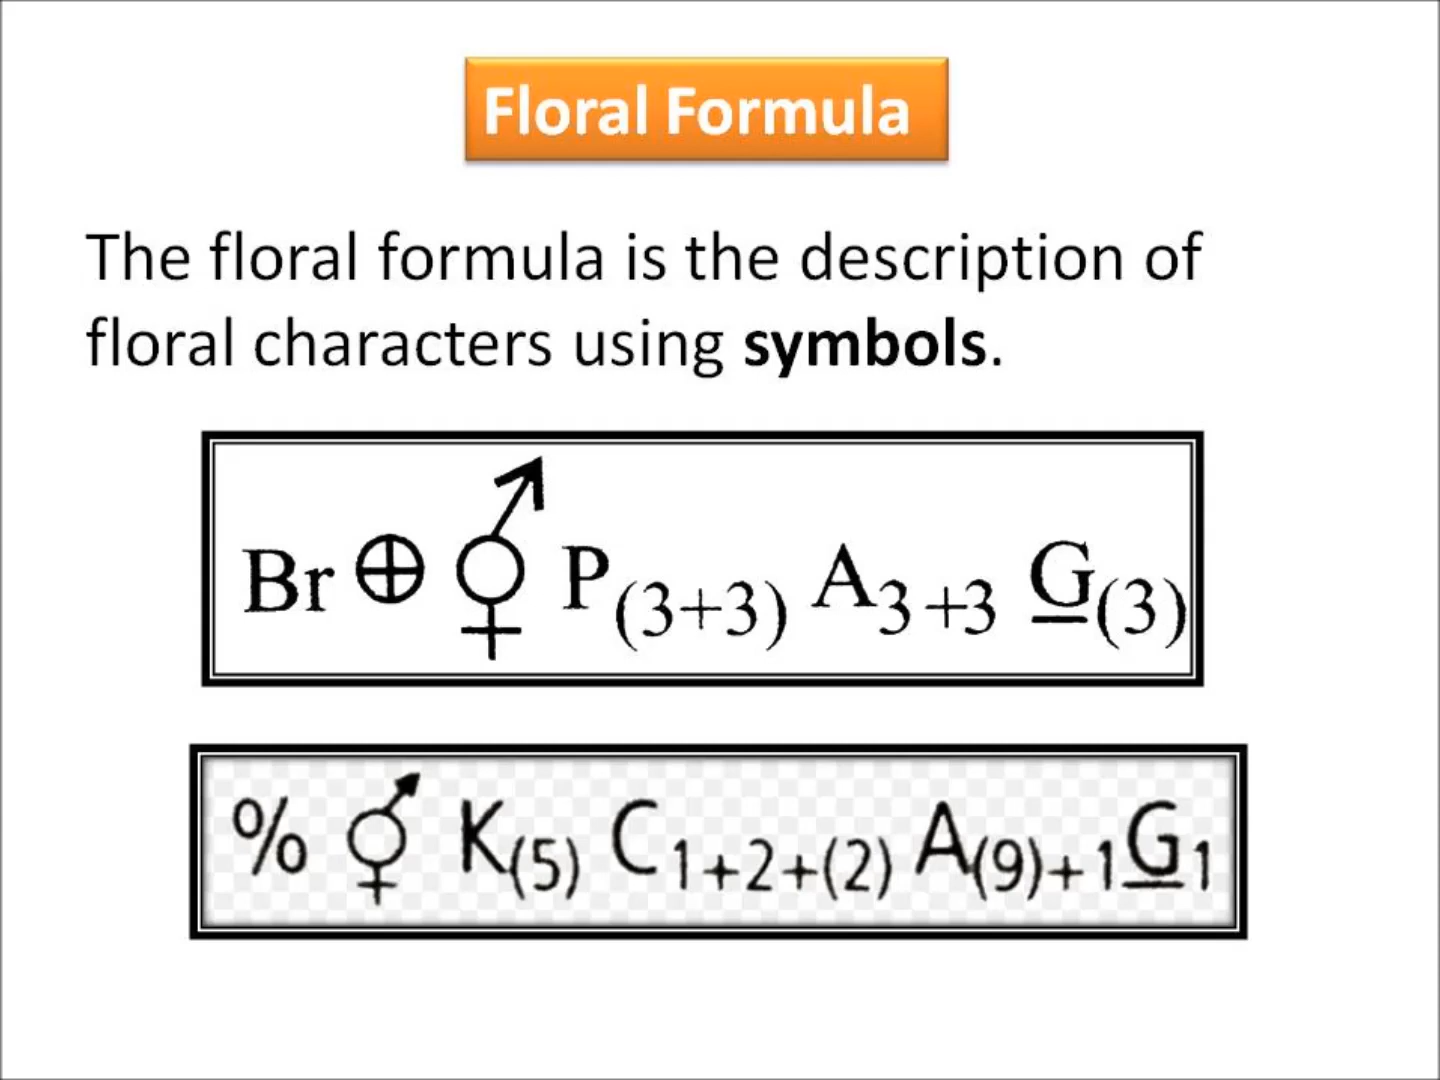 Floral Formula
The floral formula is the description of
floral characters using symbols.
Br ⊕ ⚥ P(3+3) A3+3 G̲(3)
% ⚥ K(5) C1+2+(2) A(9)+1 G̲1